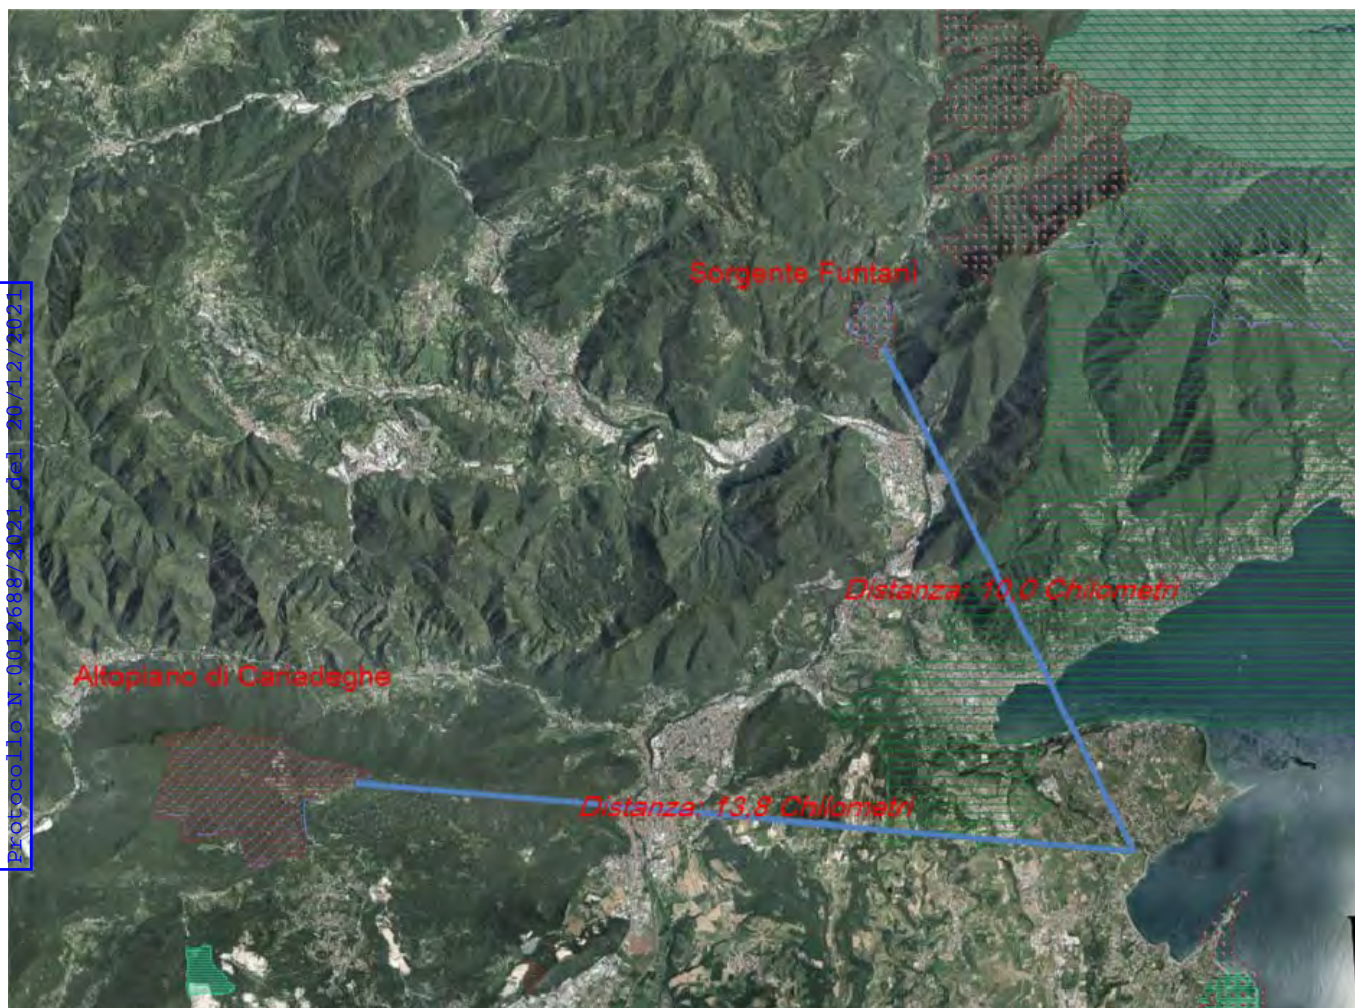 Sorgente Funtani
Distanza: 10.0 Chilometri
Altopiano di Cariadeghe
Distanza: 13.8 Chilometri
Protocollo N.0012688/2021 del 20/12/2021